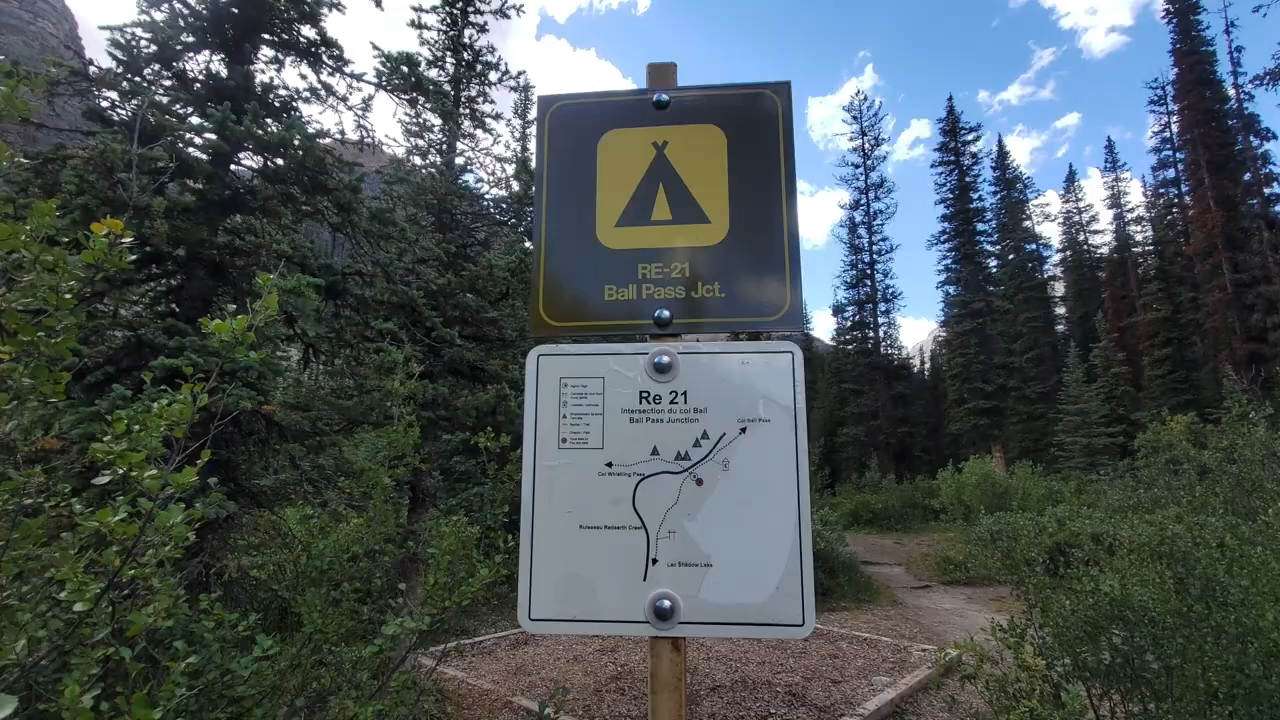 RE-21
Ball Pass Jct.
Re 21
Intersection du col Ball
Ball Pass Junction
Col Ball Pass
Col Whistling Pass
Ruisseau Redearth Creek
Lac Shadow Lake